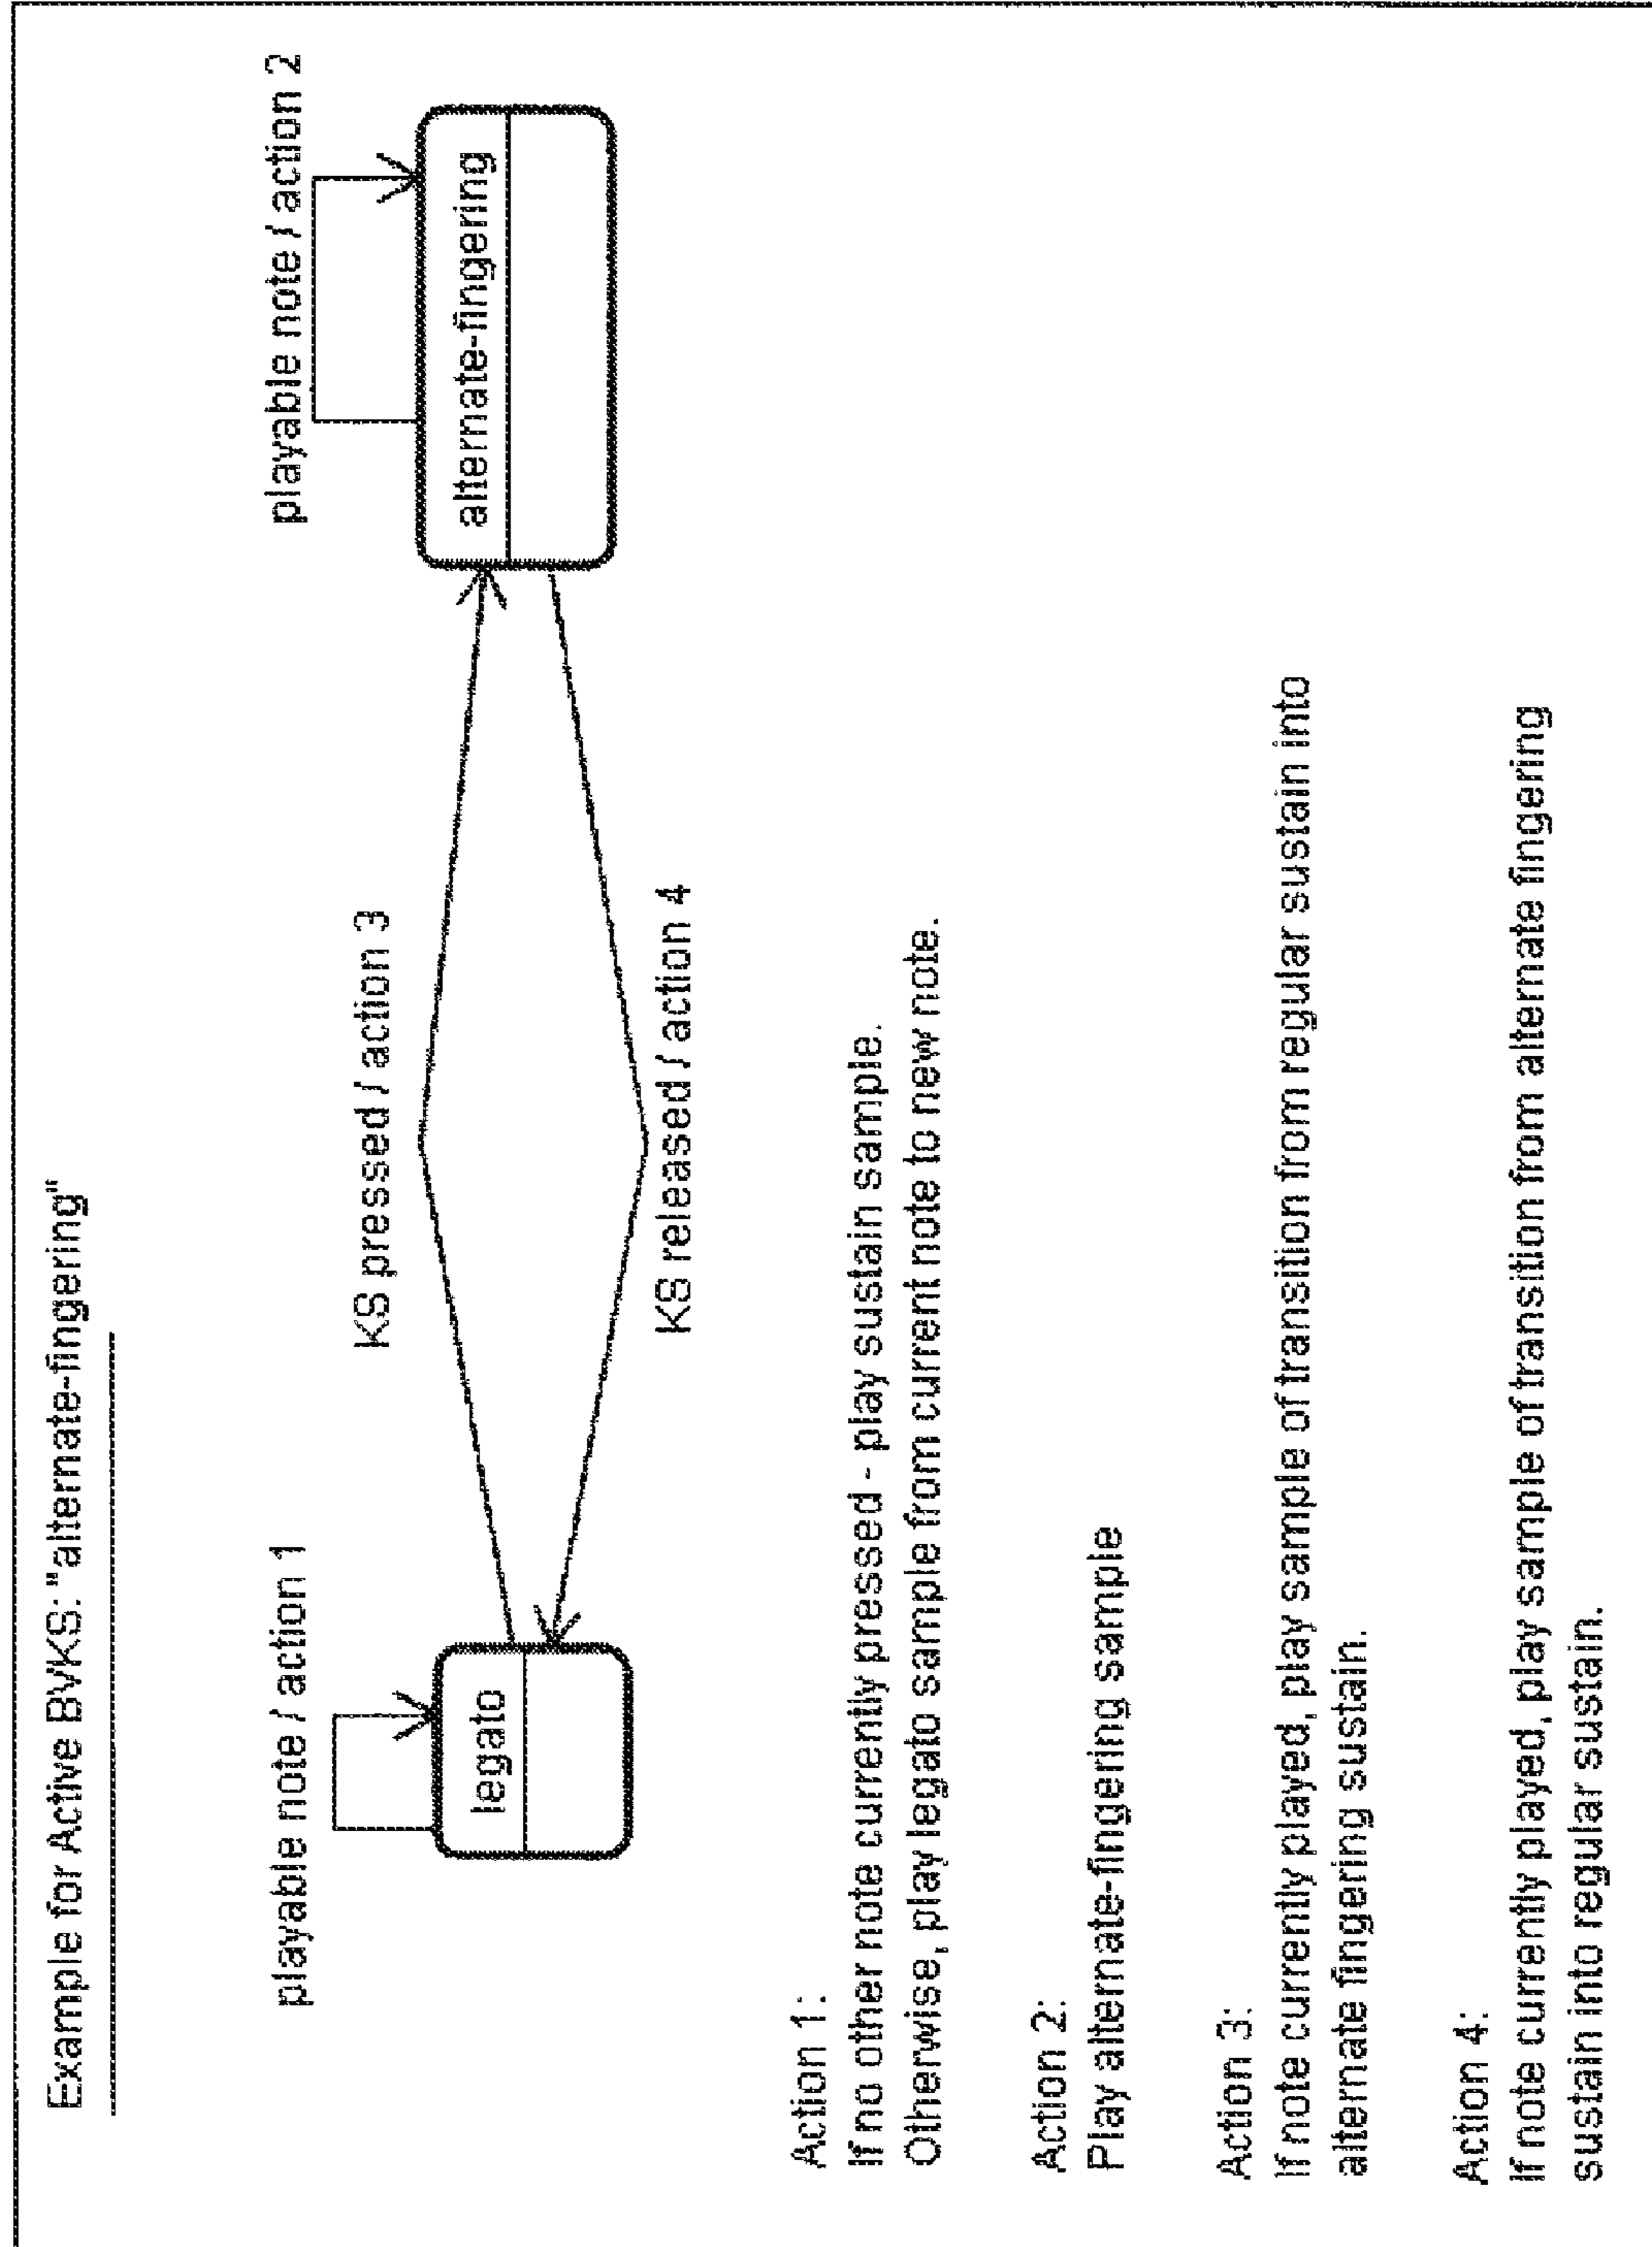 Example for Active BVKS: "alternate-fingering"
playable note / action 1
playable note / action 2
KS pressed / action 3
legato
alternate-fingering
KS released / action 4
Action 1:
If no other note currently pressed - play sustain sample.
Otherwise, play legato sample from current note to new note.
Action 2:
Play alternate-fingering sample
Action 3:
If note currently played, play sample of transition from regular sustain into
alternate fingering sustain.
Action 4:
If note currently played, play sample of transition from alternate fingering
sustain into regular sustain.